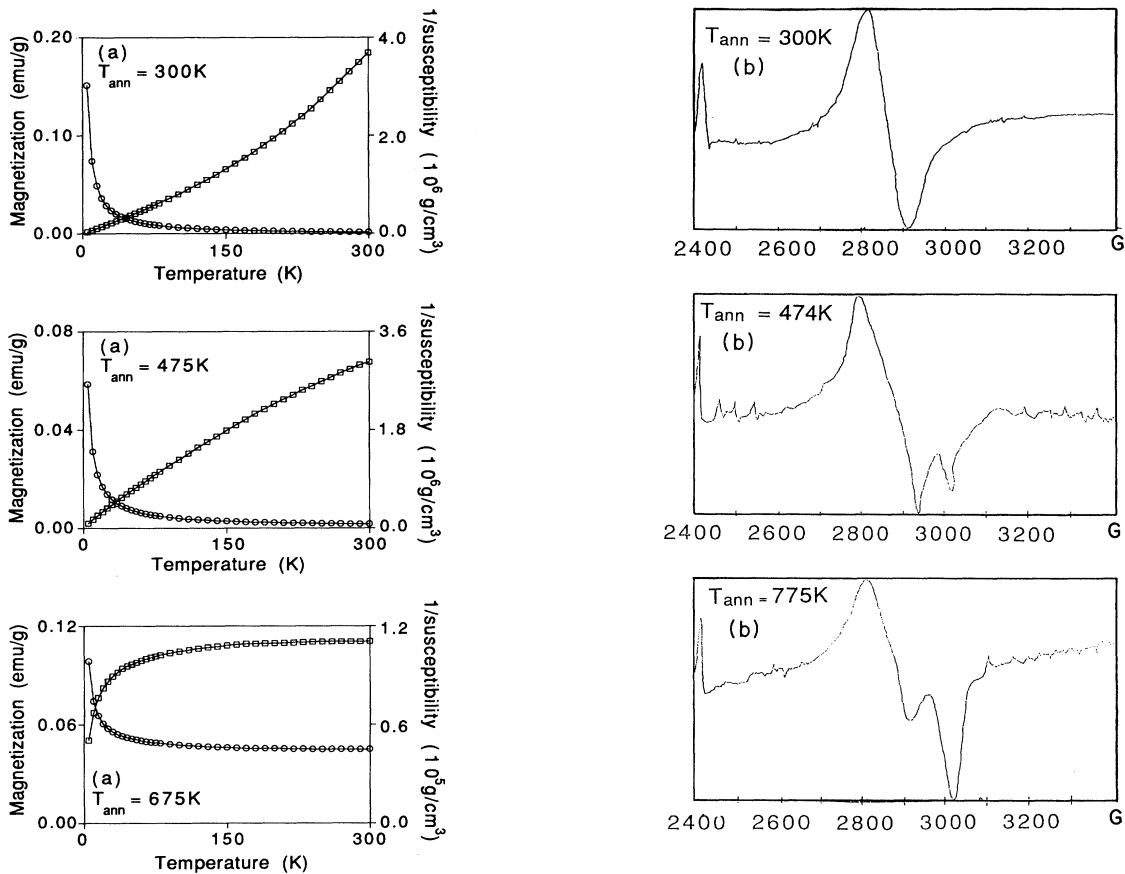 Magnetization (emu/g)
0.20
0.10
0.00
(a)
T_ann = 300K
4.0
2.0
0.0
1/susceptibility (10^6 g/cm^3)
0
150
300
Temperature (K)
Magnetization (emu/g)
0.08
0.04
0.00
(a)
T_ann = 475K
3.6
1.8
0.0
1/susceptibility (10^6 g/cm^3)
0
150
300
Temperature (K)
Magnetization (emu/g)
0.12
0.06
0.00
(a)
T_ann = 675K
1.2
0.6
0.0
1/susceptibility (10^5 g/cm^3)
0
150
300
Temperature (K)
T_ann = 300K
(b)
2400 2600 2800 3000 3200 G
T_ann = 474K
(b)
2400 2600 2800 3000 3200 G
T_ann = 775K
(b)
2400 2600 2800 3000 3200 G